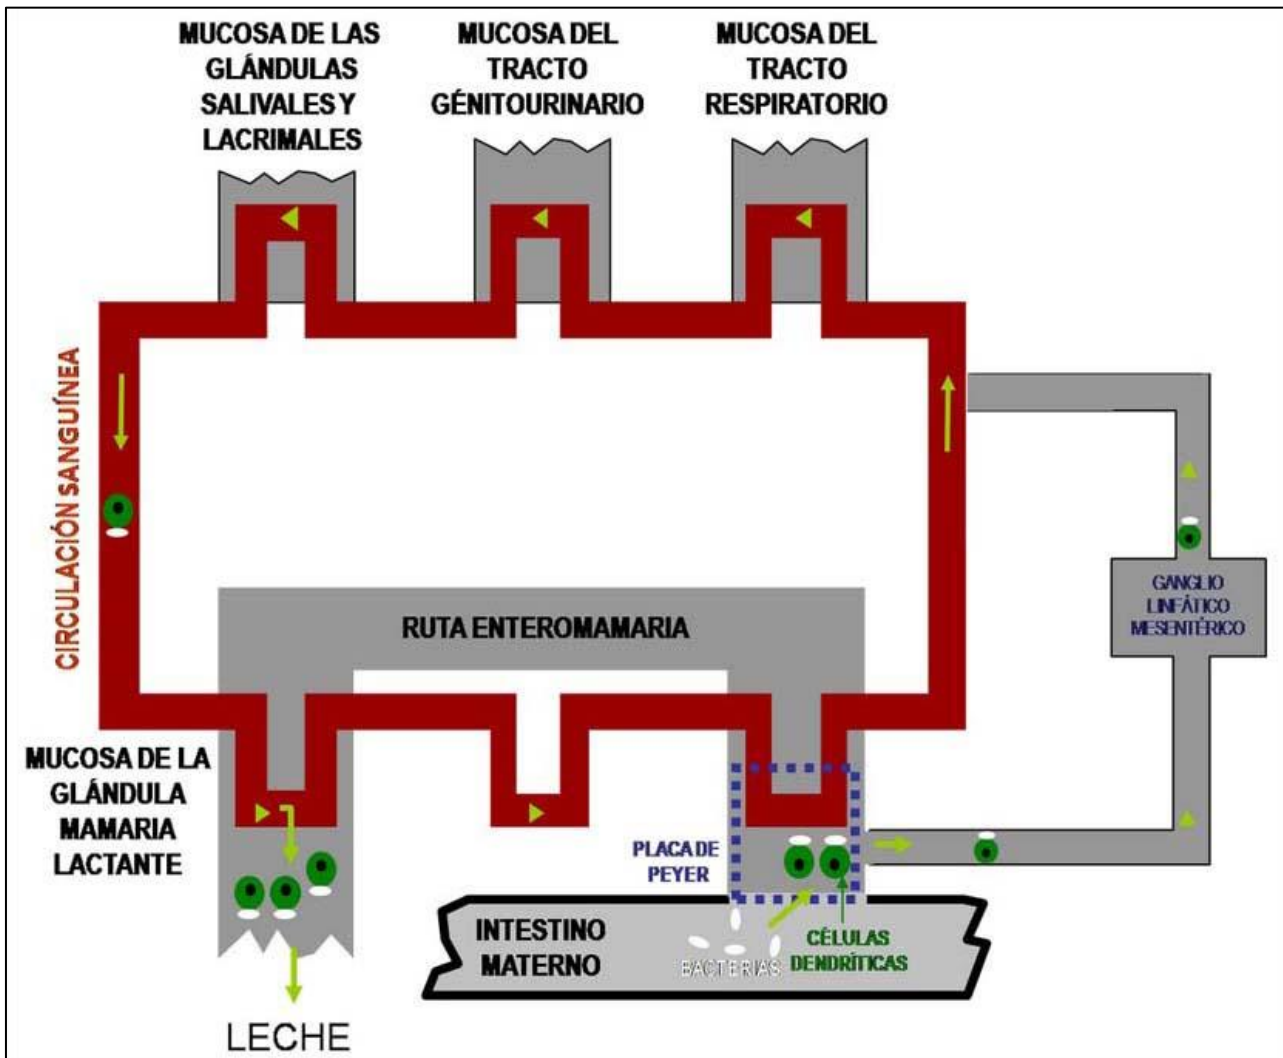 MUCOSA DE LAS
GLÁNDULAS
SALIVALES Y
LACRIMALES
MUCOSA DEL
TRACTO
GÉNITOURINARIO
MUCOSA DEL
TRACTO
RESPIRATORIO
CIRCULACIÓN SANGUÍNEA
GANGLIO
LINFÁTICO
MESENTÉRICO
RUTA ENTEROMAMARIA
MUCOSA DE LA
GLÁNDULA
MAMARIA
LACTANTE
PLACA DE
PEYER
INTESTINO
MATERNO
BACTERIAS
CÉLULAS
DENDRÍTICAS
LECHE